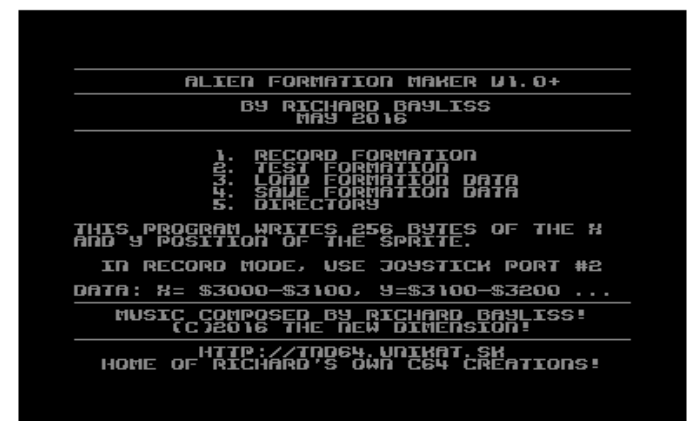 ALIEN FORMATION MAKER V1.0+
BY RICHARD BAYLISS
MAY 2016
1. RECORD FORMATION
2. TEST FORMATION
3. LOAD FORMATION DATA
4. SAVE FORMATION DATA
5. DIRECTORY
THIS PROGRAM WRITES 256 BYTES OF THE X
AND Y POSITION OF THE SPRITE.
IN RECORD MODE, USE JOYSTICK PORT #2
DATA: X= $3000-$3100, Y=$3100-$3200 ...
MUSIC COMPOSED BY RICHARD BAYLISS!
(C)2016 THE NEW DIMENSION!
HTTP://TND64.UNIKAT.SK
HOME OF RICHARD'S OWN C64 CREATIONS!